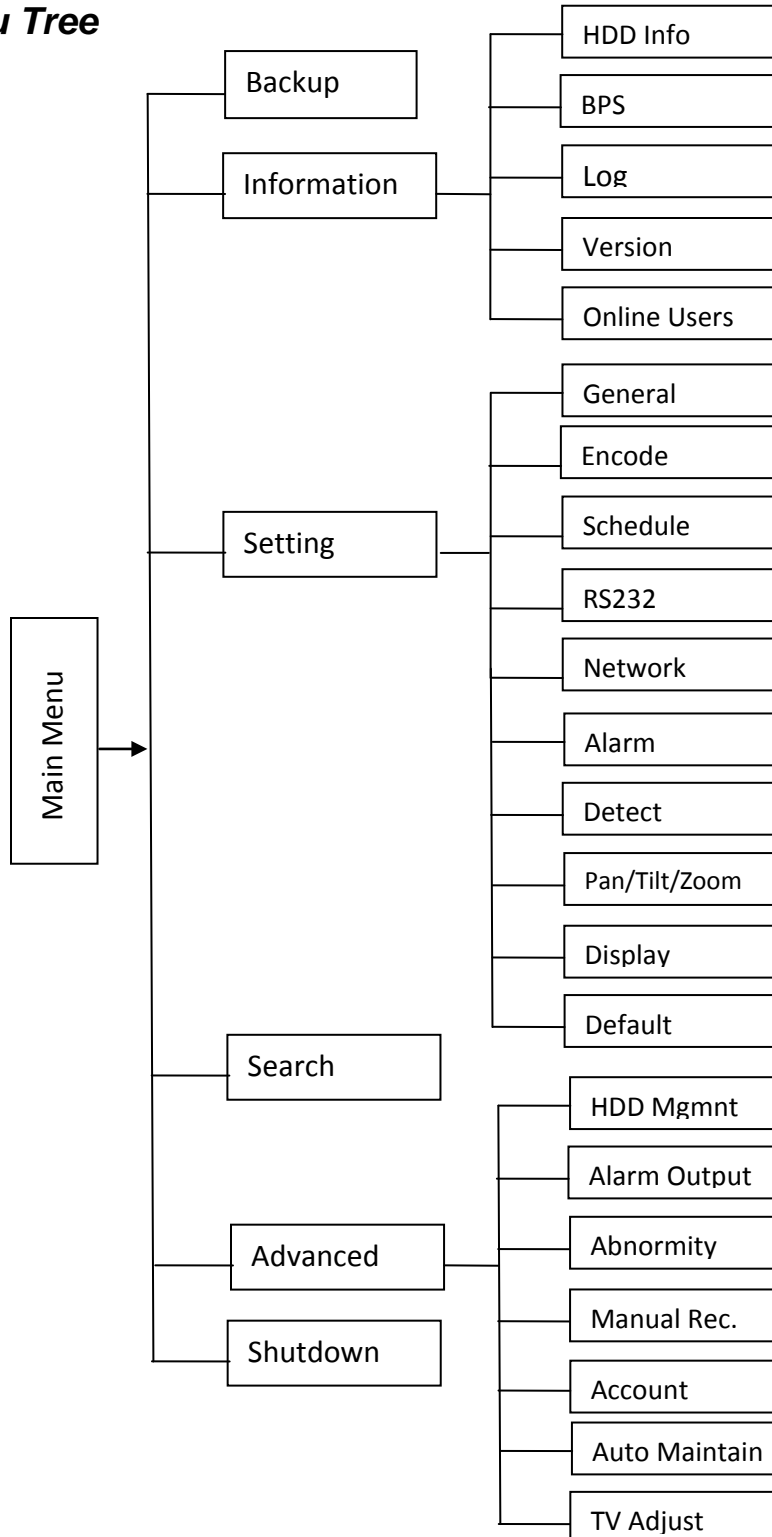 u Tree
Main Menu
Backup
Information
HDD Info
BPS
Log
Version
Online Users
Setting
General
Encode
Schedule
RS232
Network
Alarm
Detect
Pan/Tilt/Zoom
Display
Default
Search
Advanced
HDD Mgmnt
Alarm Output
Abnormity
Manual Rec.
Account
Auto Maintain
TV Adjust
Shutdown